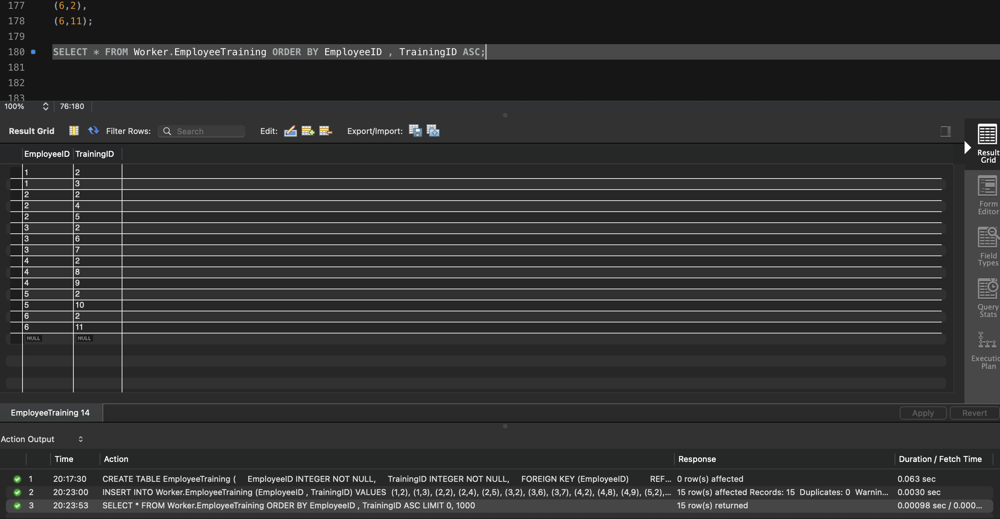 177 (6,2),
178 (6,11);
179
180 SELECT * FROM Worker.EmployeeTraining ORDER BY EmployeeID , TrainingID ASC;
181
182
183
100% 76:180
Result Grid Filter Rows: Search Edit: Export/Import:
EmployeeID TrainingID
1 2
1 3
2 2
2 4
2 5
3 2
3 6
3 7
4 2
4 8
4 9
5 2
5 10
6 2
6 11
NULL NULL
Result
Grid
Form
Editor
Field
Types
Query
Stats
Executic
Plan
EmployeeTraining 14 Apply Revert
Action Output
Time Action Response Duration / Fetch Time
1 20:17:30 CREATE TABLE EmployeeTraining ( EmployeeID INTEGER NOT NULL, TrainingID INTEGER NOT NULL, FOREIGN KEY (EmployeeID) REF... 0 row(s) affected 0.063 sec
2 20:23:00 INSERT INTO Worker.EmployeeTraining (EmployeeID , TrainingID) VALUES (1,2), (1,3), (2,2), (2,4), (2,5), (3,2), (3,6), (3,7), (4,2), (4,8), (4,9), (5,2),... 15 row(s) affected Records: 15 Duplicates: 0 Warnin... 0.0030 sec
3 20:23:53 SELECT * FROM Worker.EmployeeTraining ORDER BY EmployeeID , TrainingID ASC LIMIT 0, 1000 15 row(s) returned 0.00098 sec / 0.000...